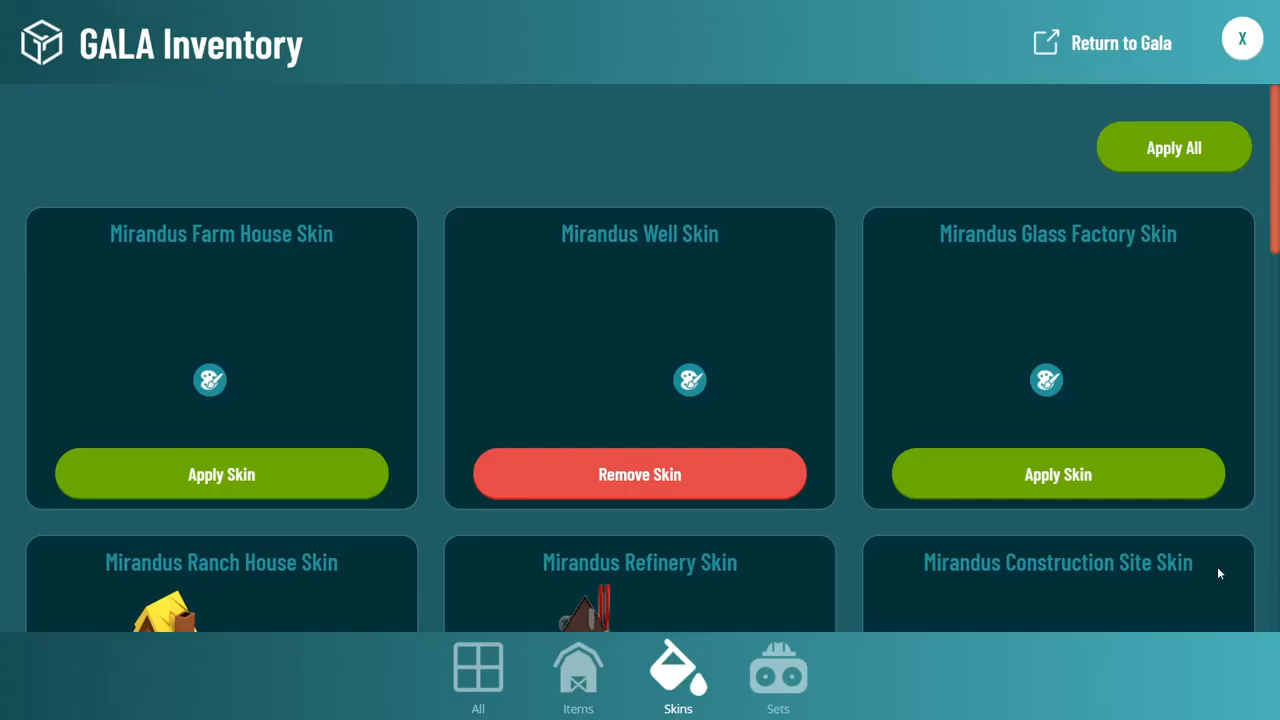 GALA Inventory
Return to Gala
X
Apply All
Mirandus Farm House Skin
Mirandus Well Skin
Mirandus Glass Factory Skin
Apply Skin
Remove Skin
Apply Skin
Mirandus Ranch House Skin
Mirandus Refinery Skin
Mirandus Construction Site Skin
All
Items
Skins
Sets